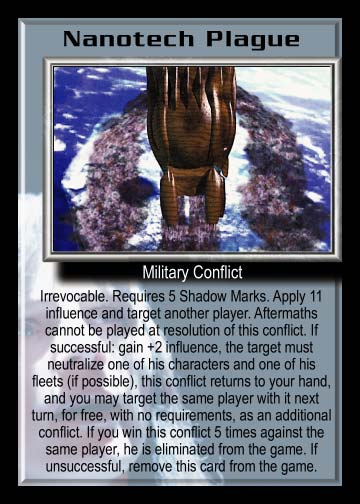 Nanotech Plague
Military Conflict
Irrevocable. Requires 5 Shadow Marks. Apply 11
influence and target another player. Aftermaths
cannot be played at resolution of this conflict. If
successful: gain +2 influence, the target must
neutralize one of his characters and one of his
fleets (if possible), this conflict returns to your hand,
and you may target the same player with it next
turn, for free, with no requirements, as an additional
conflict. If you win this conflict 5 times against the
same player, he is eliminated from the game. If
unsuccessful, remove this card from the game.